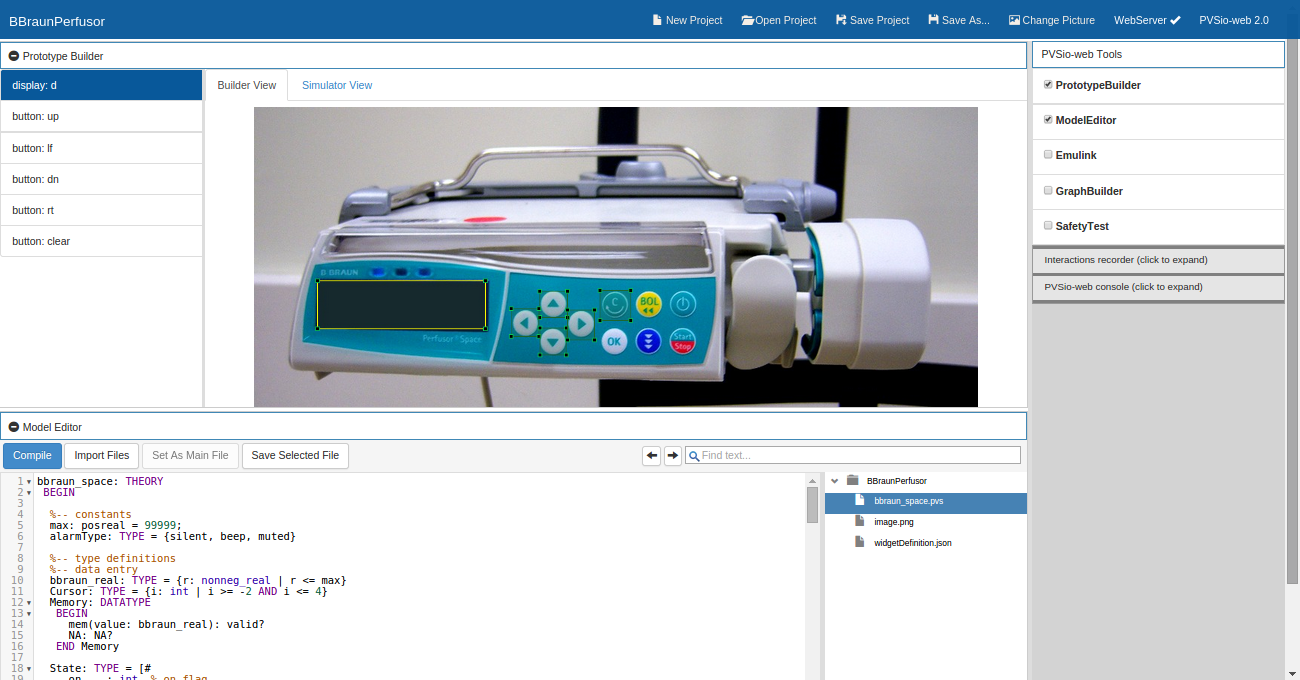 BBraunPerfusor
New Project
Open Project
Save Project
Save As...
Change Picture
WebServer
PVSio-web 2.0
Prototype Builder
display: d
button: up
button: lf
button: dn
button: rt
button: clear
Builder View
Simulator View
B BRAUN
Perfusor® Space
C
BOL
OK
Start
Stop
PVSio-web Tools
PrototypeBuilder
ModelEditor
Emulink
GraphBuilder
SafetyTest
Interactions recorder (click to expand)
PVSio-web console (click to expand)
Model Editor
Compile
Import Files
Set As Main File
Save Selected File
Find text...
1 bbraun_space: THEORY
2 BEGIN
3
4 %-- constants
5 max: posreal = 99999;
6 alarmType: TYPE = {silent, beep, muted}
7
8 %-- type definitions
9 %-- data entry
10 bbraun_real: TYPE = {r: nonneg_real | r <= max}
11 Cursor: TYPE = {i: int | i >= -2 AND i <= 4}
12 Memory: DATATYPE
13 BEGIN
14 mem(value: bbraun_real): valid?
15 NA: NA?
16 END Memory
17
18 State: TYPE = [#
19 on : int, % on flag
BBraunPerfusor
bbraun_space.pvs
image.png
widgetDefinition.json